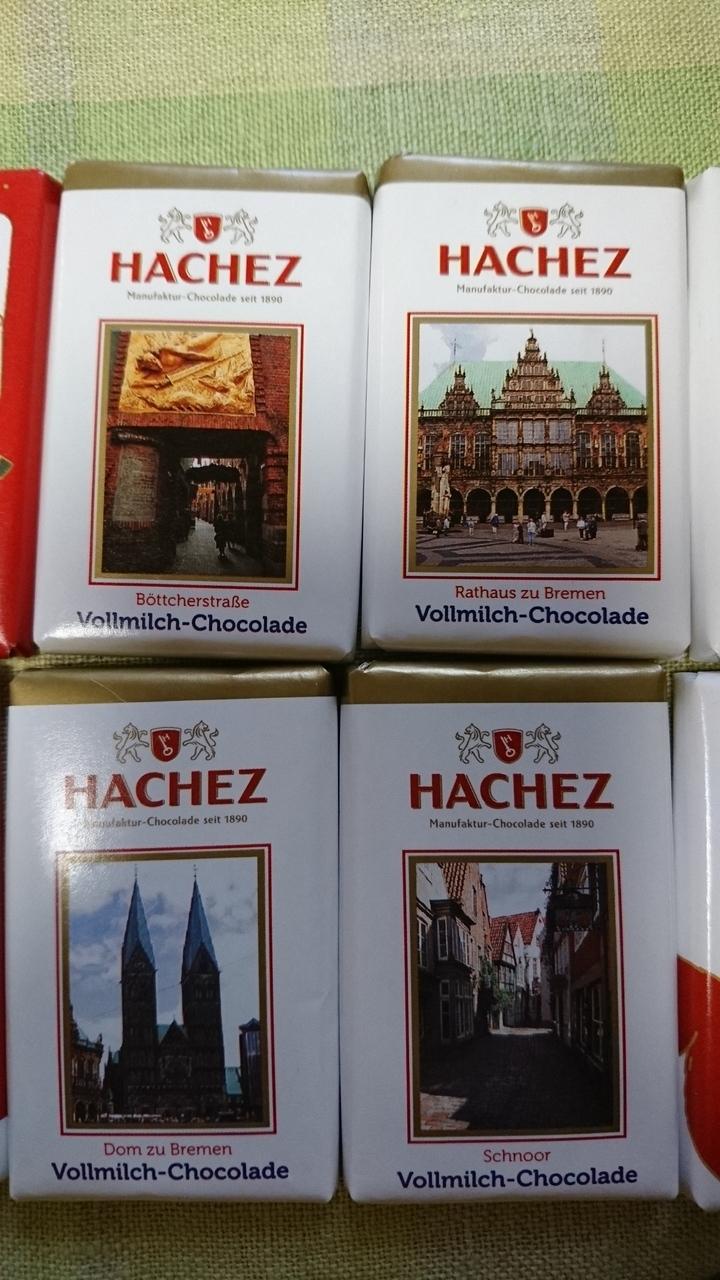 HACHEZ
Manufaktur-Chocolade seit 1890
Böttcherstraße
Vollmilch-Chocolade
HACHEZ
Manufaktur-Chocolade seit 1890
Rathaus zu Bremen
Vollmilch-Chocolade
HACHEZ
Manufaktur-Chocolade seit 1890
Dom zu Bremen
Vollmilch-Chocolade
HACHEZ
Manufaktur-Chocolade seit 1890
Schnoor
Vollmilch-Chocolade